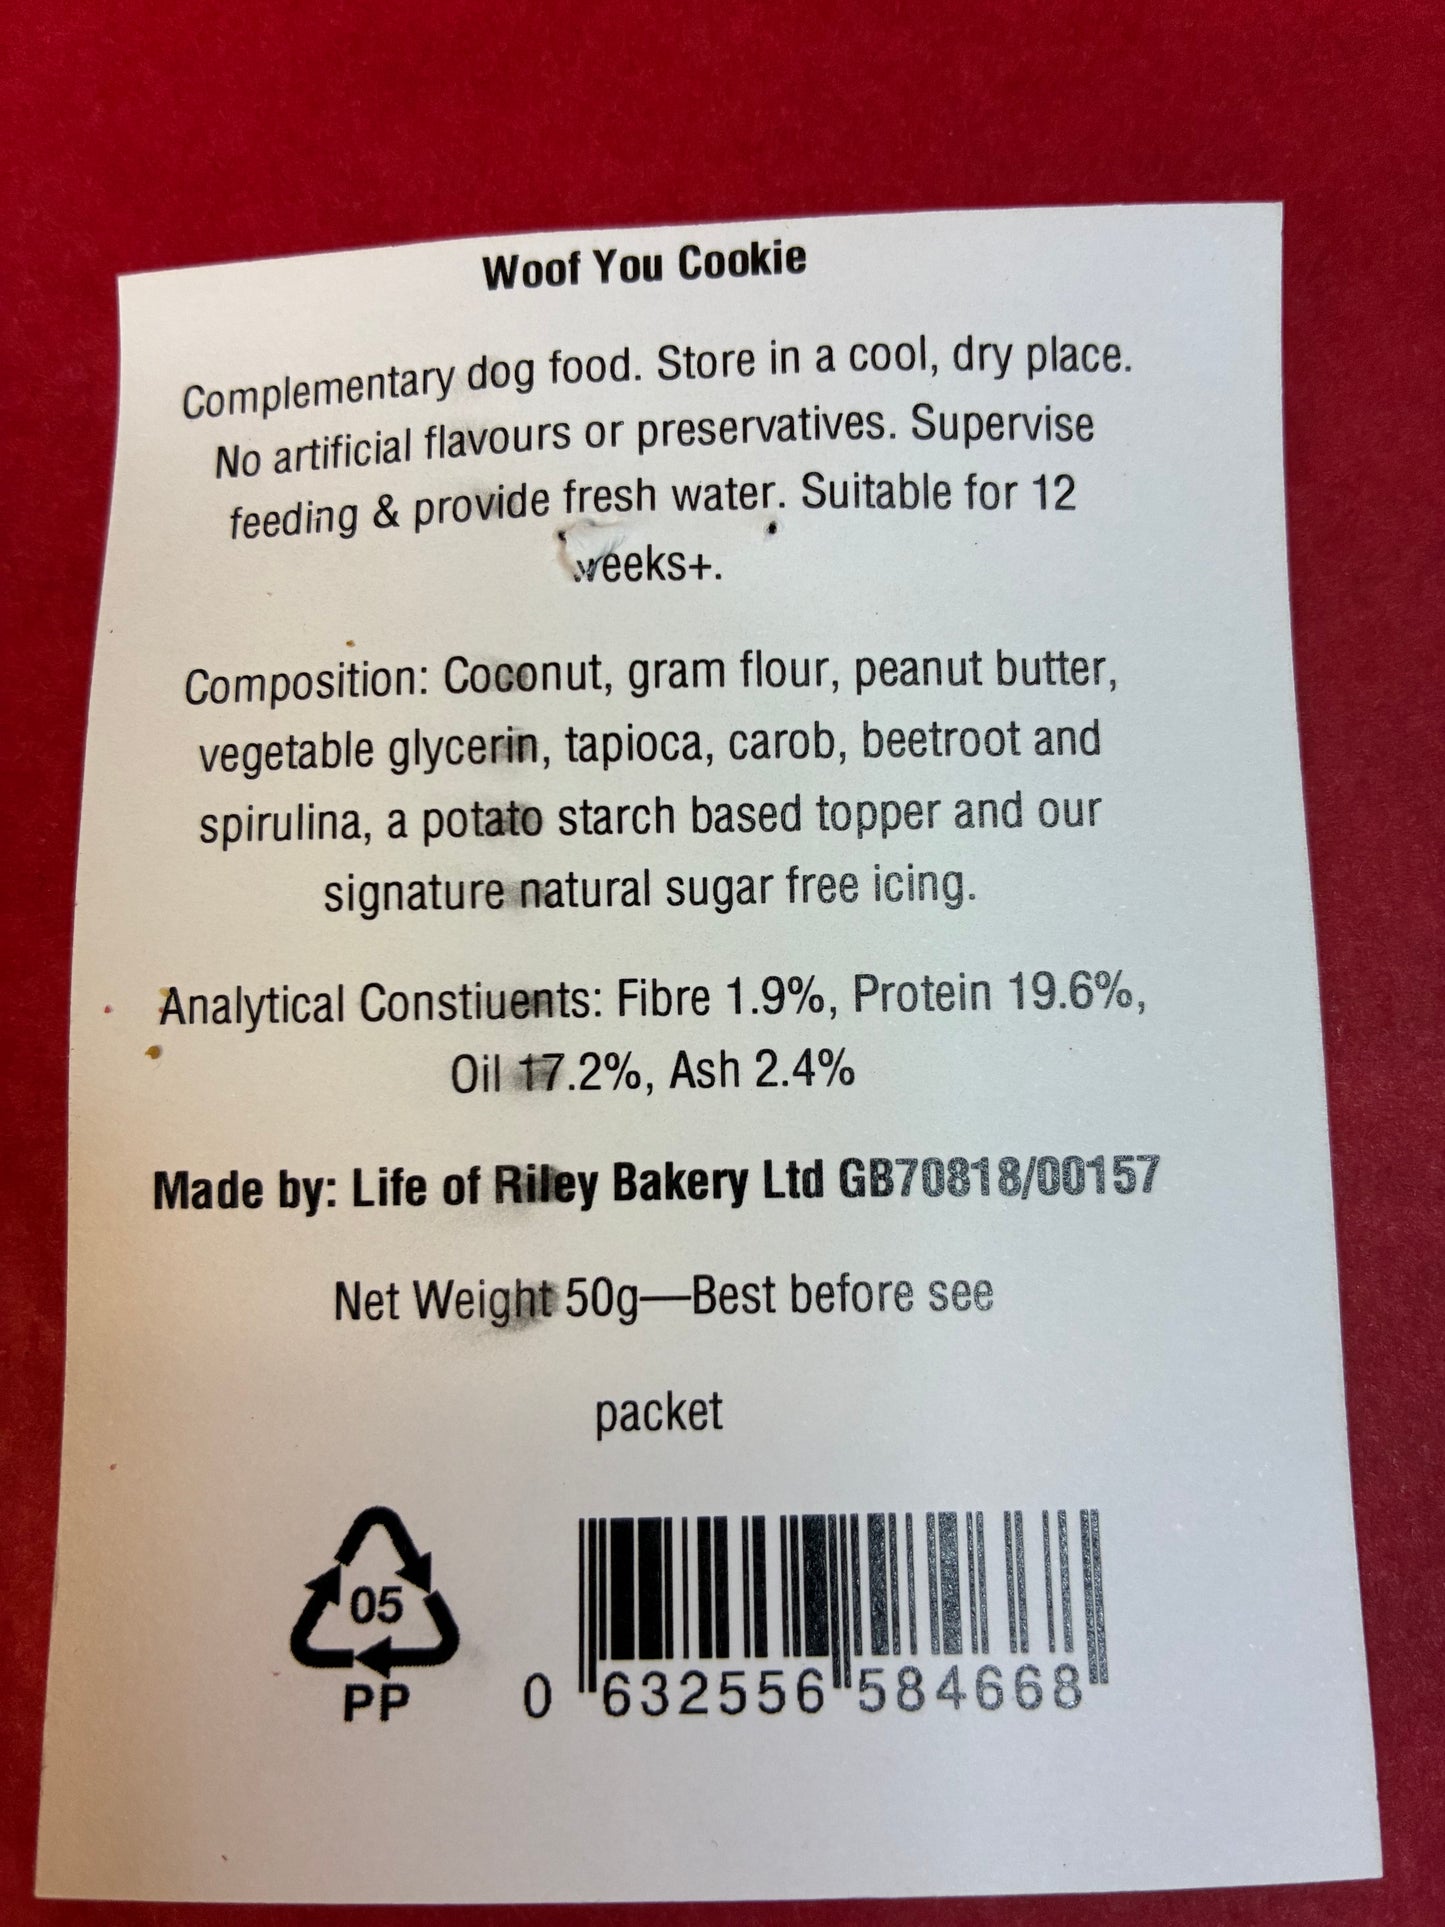 Woof You Cookie
Complementary dog food. Store in a cool, dry place.
No artificial flavours or preservatives. Supervise
feeding & provide fresh water. Suitable for 12
weeks+.
Composition: Coconut, gram flour, peanut butter,
vegetable glycerin, tapioca, carob, beetroot and
spirulina, a potato starch based topper and our
signature natural sugar free icing.
Analytical Constiuents: Fibre 1.9%, Protein 19.6%,
Oil 17.2%, Ash 2.4%
Made by: Life of Riley Bakery Ltd GB70818/00157
Net Weight 50g—Best before see
packet
05
PP
0 632556 584668